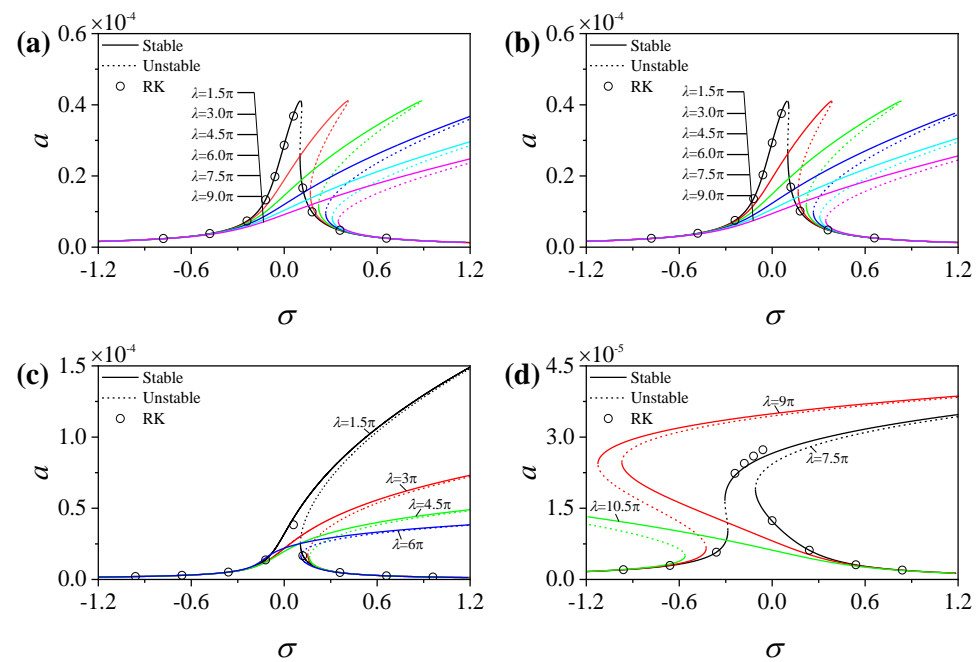 (a)
×10⁻⁴
0.6
0.4
0.2
0.0
a
Stable
Unstable
RK
λ=1.5π
λ=3.0π
λ=4.5π
λ=6.0π
λ=7.5π
λ=9.0π
-1.2 -0.6 0.0 0.6 1.2
σ
(b)
×10⁻⁴
0.6
0.4
0.2
0.0
a
Stable
Unstable
RK
λ=1.5π
λ=3.0π
λ=4.5π
λ=6.0π
λ=7.5π
λ=9.0π
-1.2 -0.6 0.0 0.6 1.2
σ
(c)
×10⁻⁴
1.5
1.0
0.5
0.0
a
Stable
Unstable
RK
λ=1.5π
λ=3π
λ=4.5π
λ=6π
-1.2 -0.6 0.0 0.6 1.2
σ
(d)
×10⁻⁵
4.5
3.0
1.5
0.0
a
Stable
Unstable
RK
λ=9π
λ=7.5π
λ=10.5π
-1.2 -0.6 0.0 0.6 1.2
σ